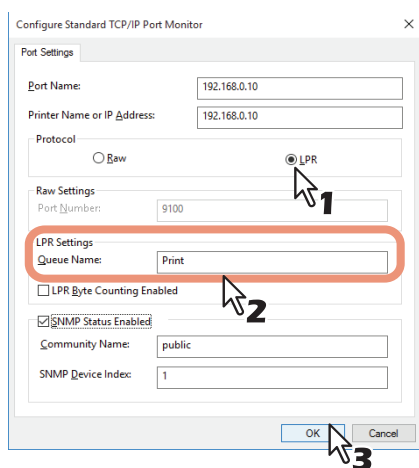 Configure Standard TCP/IP Port Monitor
Port Settings
Port Name: 192.168.0.10
Printer Name or IP Address: 192.168.0.10
Protocol
Raw LPR
1
Raw Settings
Port Number: 9100
LPR Settings
Queue Name: Print
LPR Byte Counting Enabled
2
SNMP Status Enabled
Community Name: public
SNMP Device Index: 1
OK Cancel
3